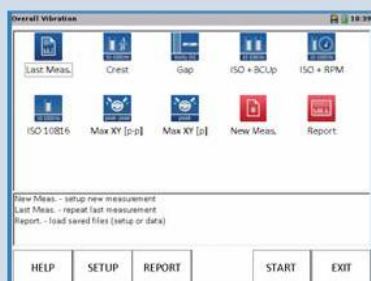 Overall Vibration 10:39
Last Meas. Crest Gap ISO + BCUp ISO + RPM
ISO 10816 Max XY [p-p] Max XY [p] New Meas. Report
New Meas. - setup new measurement
Last Meas. - repeat last measurement
Report. - load saved files (setup or data)
HELP SETUP REPORT START EXIT